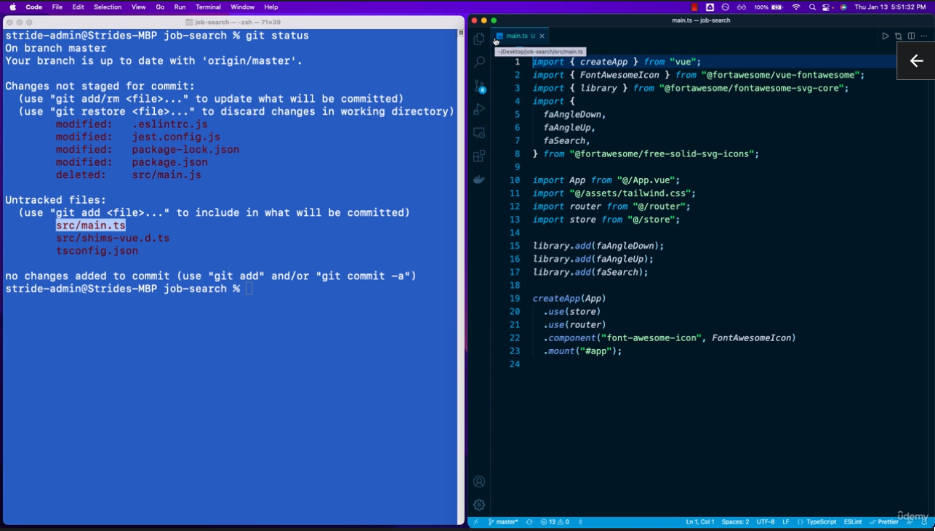 Code File Edit Selection View Go Run Terminal Window Help
100% Thu Jan 13 5:51:32 PM
job-search — -zsh — 71×39
stride-admin@Strides-MBP job-search % git status
On branch master
Your branch is up to date with 'origin/master'.
Changes not staged for commit:
(use "git add/rm <file>..." to update what will be committed)
(use "git restore <file>..." to discard changes in working directory)
modified: .eslintrc.js
modified: jest.config.js
modified: package-lock.json
modified: package.json
deleted: src/main.js
Untracked files:
(use "git add <file>..." to include in what will be committed)
src/main.ts
src/shims-vue.d.ts
tsconfig.json
no changes added to commit (use "git add" and/or "git commit -a")
stride-admin@Strides-MBP job-search %
main.ts — job-search
main.ts U
~/Desktop/job-search/src/main.ts
1 import { createApp } from "vue";
2 import { FontAwesomeIcon } from "@fortawesome/vue-fontawesome";
3 import { library } from "@fortawesome/fontawesome-svg-core";
4 import {
5 faAngleDown,
6 faAngleUp,
7 faSearch,
8 } from "@fortawesome/free-solid-svg-icons";
9
10 import App from "@/App.vue";
11 import "@/assets/tailwind.css";
12 import router from "@/router";
13 import store from "@/store";
14
15 library.add(faAngleDown);
16 library.add(faAngleUp);
17 library.add(faSearch);
18
19 createApp(App)
20 .use(store)
21 .use(router)
22 .component("font-awesome-icon", FontAwesomeIcon)
23 .mount("#app");
24
master* 13 0 Ln 1, Col 1 Spaces: 2 UTF-8 LF TypeScript ESLint Prettier
udemy